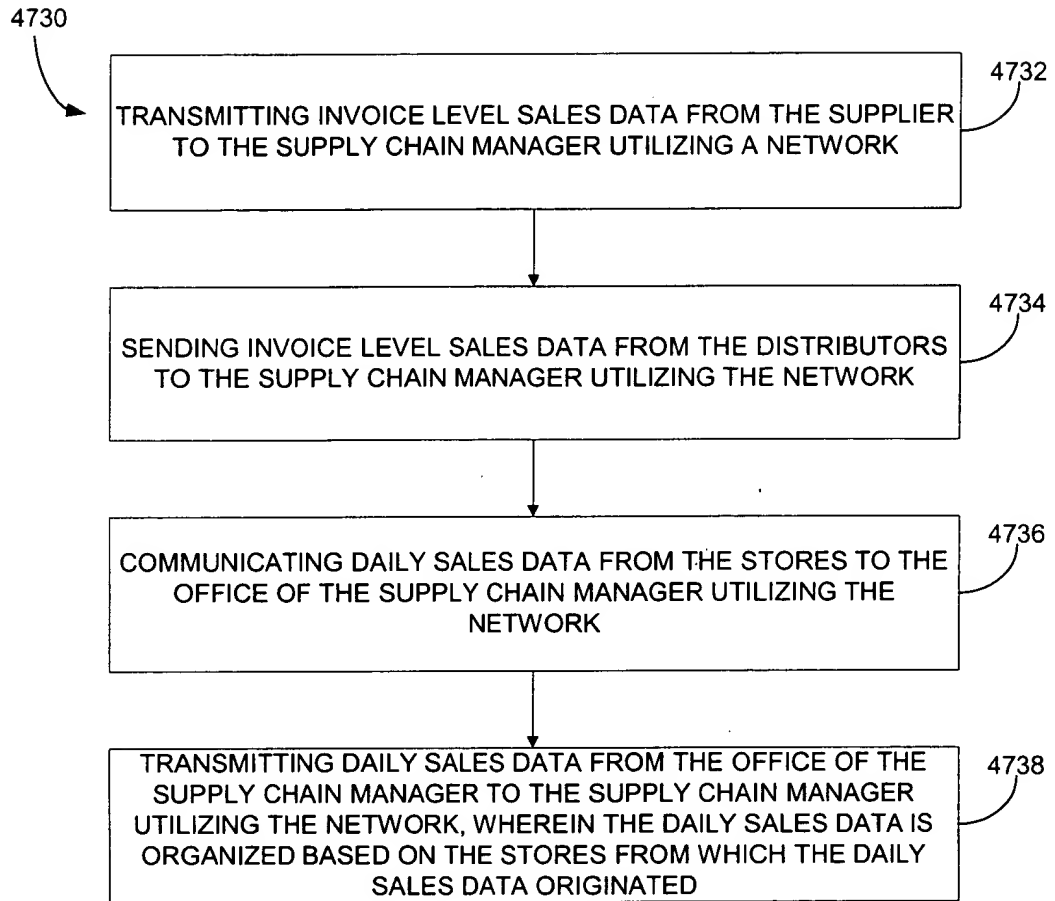 4730
4732
TRANSMITTING INVOICE LEVEL SALES DATA FROM THE SUPPLIER
TO THE SUPPLY CHAIN MANAGER UTILIZING A NETWORK
4734
SENDING INVOICE LEVEL SALES DATA FROM THE DISTRIBUTORS
TO THE SUPPLY CHAIN MANAGER UTILIZING THE NETWORK
4736
COMMUNICATING DAILY SALES DATA FROM THE STORES TO THE
OFFICE OF THE SUPPLY CHAIN MANAGER UTILIZING THE
NETWORK
4738
TRANSMITTING DAILY SALES DATA FROM THE OFFICE OF THE
SUPPLY CHAIN MANAGER TO THE SUPPLY CHAIN MANAGER
UTILIZING THE NETWORK, WHEREIN THE DAILY SALES DATA IS
ORGANIZED BASED ON THE STORES FROM WHICH THE DAILY
SALES DATA ORIGINATED